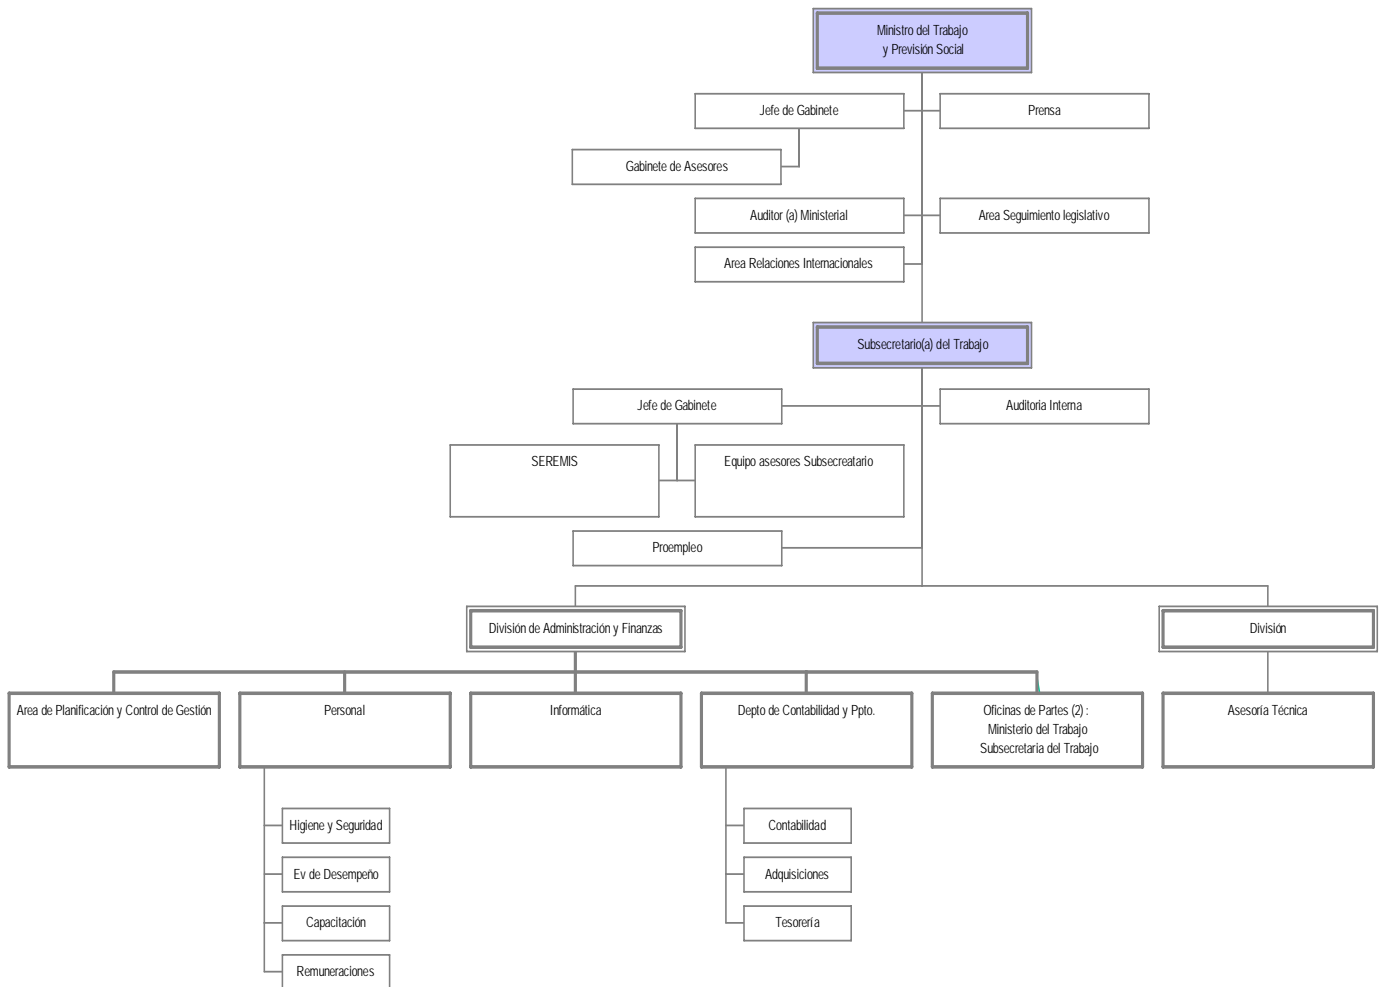 Ministro del Trabajo
y Previsión Social
Jefe de Gabinete
Prensa
Gabinete de Asesores
Auditor (a) Ministerial
Area Seguimiento legislativo
Area Relaciones Internacionales
Subsecretario(a) del Trabajo
Jefe de Gabinete
Auditoria Interna
SEREMIS
Equipo asesores Subsecreatario
Proempleo
División de Administración y Finanzas
División
Area de Planificación y Control de Gestión
Personal
Informática
Depto de Contabilidad y Ppto.
Oficinas de Partes (2) :
Ministerio del Trabajo
Subsecretaria del Trabajo
Asesoría Técnica
Higiene y Seguridad
Contabilidad
Ev de Desempeño
Adquisiciones
Capacitación
Tesorería
Remuneraciones